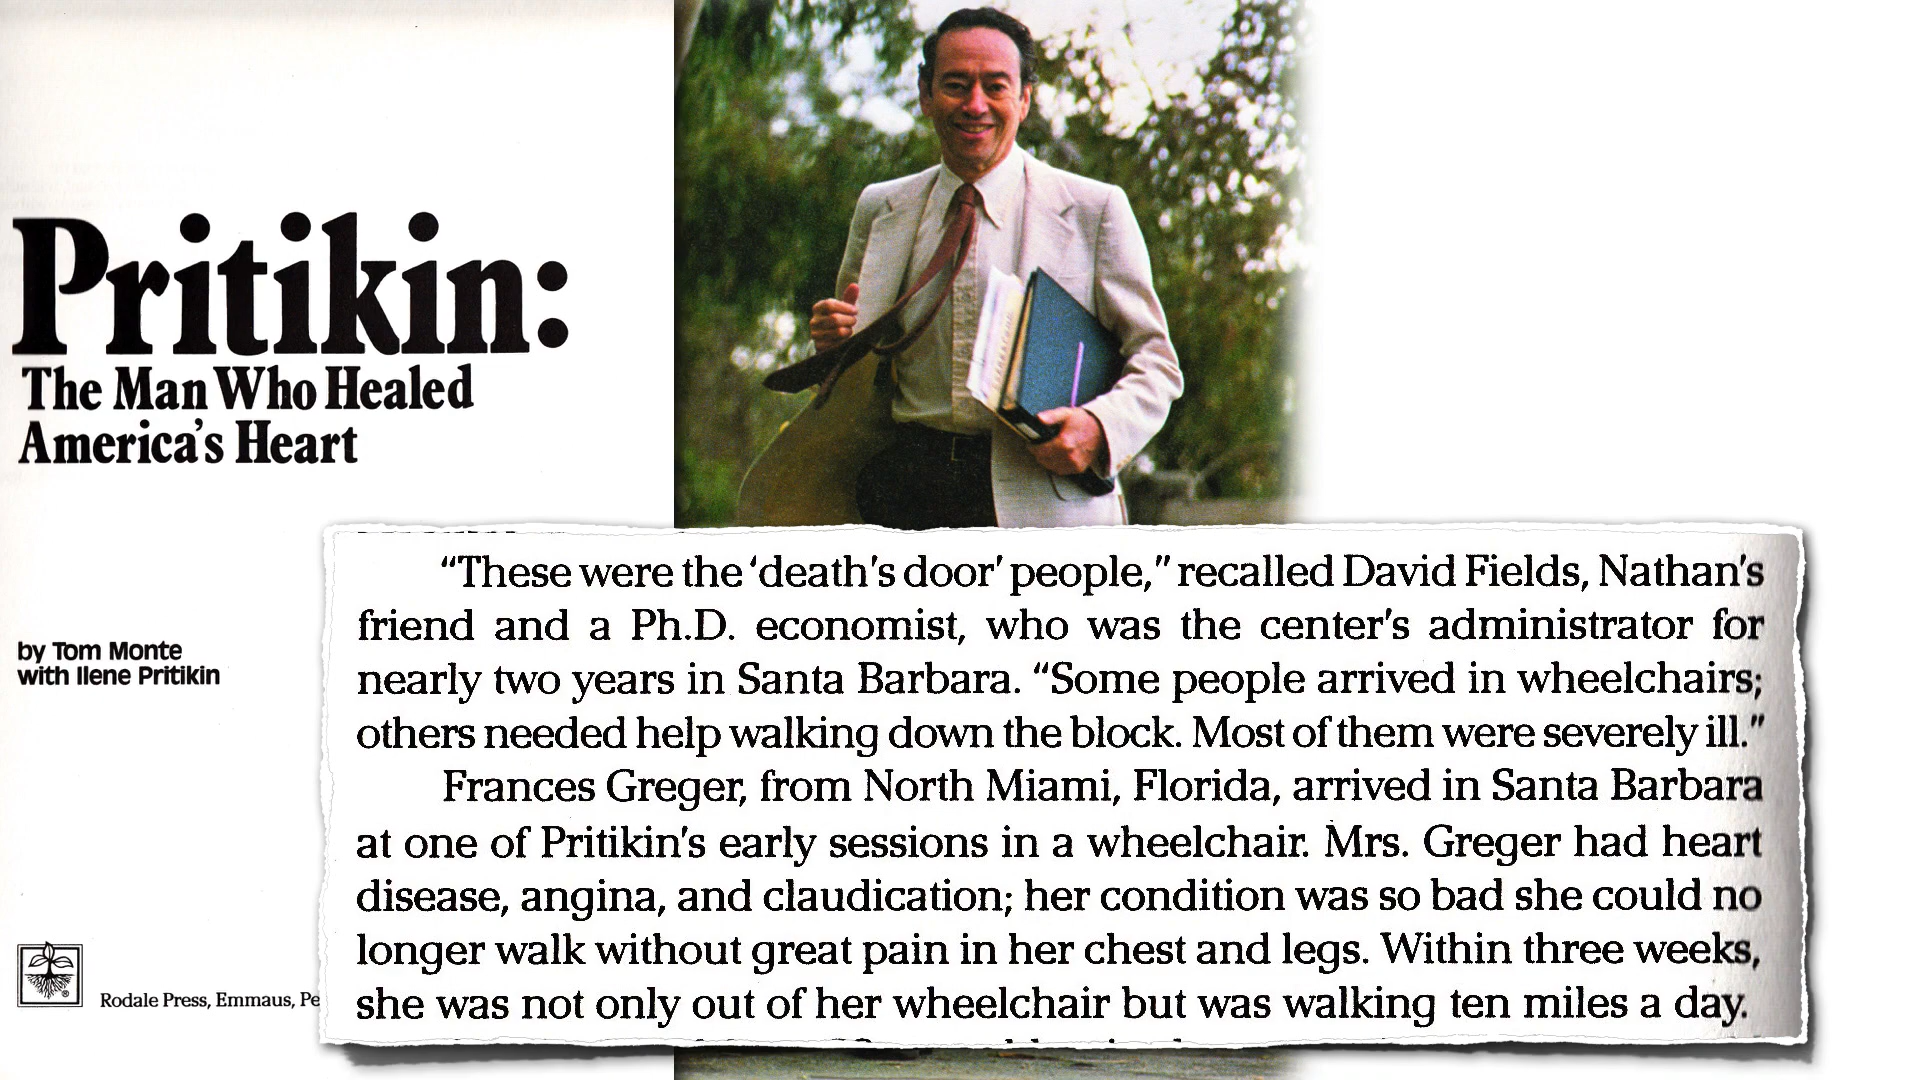 Pritikin:
The Man Who Healed
America's Heart
by Tom Monte
with Ilene Pritikin
Rodale Press, Emmaus,
“These were the ‘death's door’ people,” recalled David Fields, Nathan's
friend and a Ph.D. economist, who was the center's administrator for
nearly two years in Santa Barbara. “Some people arrived in wheelchairs;
others needed help walking down the block. Most of them were severely ill.”
Frances Greger, from North Miami, Florida, arrived in Santa Barbara
at one of Pritikin's early sessions in a wheelchair. Mrs. Greger had heart
disease, angina, and claudication; her condition was so bad she could no
longer walk without great pain in her chest and legs. Within three weeks,
she was not only out of her wheelchair but was walking ten miles a day.